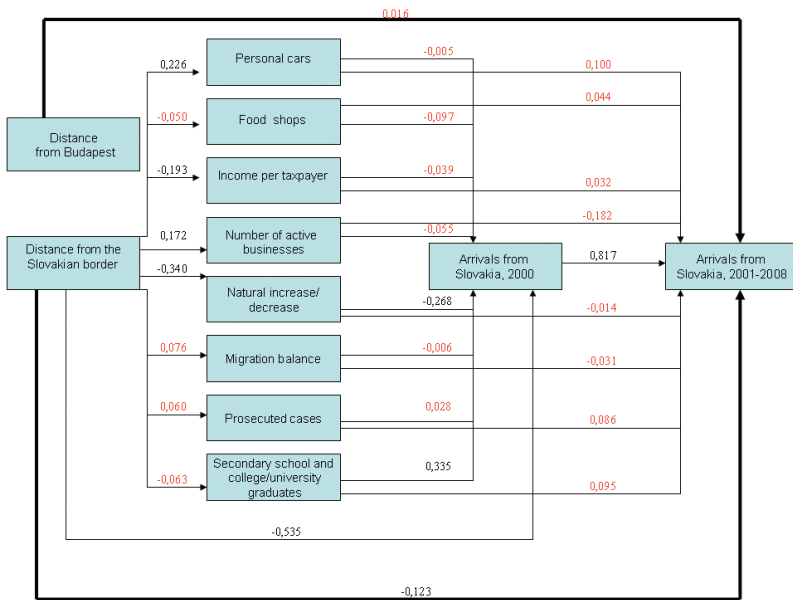 0,016
Personal cars
-0,005
0,226
0,100
0,044
-0,050
Food shops
-0,097
Distance
from Budapest
-0,193
Income per taxpayer
-0,039
0,032
-0,182
0,172
Number of active
businesses
-0,055
Distance from the
Slovakian border
Arrivals from
Slovakia, 2000
0,817
Arrivals from
Slovakia, 2001-2008
-0,340
Natural increase/
decrease
-0,268
-0,014
0,076
Migration balance
-0,006
-0,031
0,060
Prosecuted cases
0,028
0,086
Secondary school and
college/university
graduates
0,335
-0,063
0,095
-0,535
-0,123